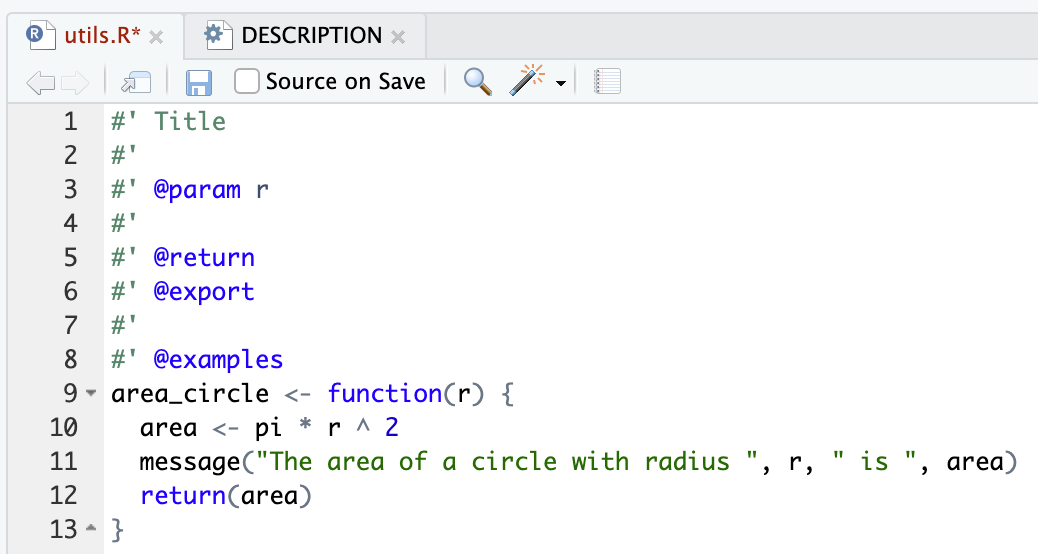 utils.R* DESCRIPTION
Source on Save
1 #' Title
2 #'
3 #' @param r
4 #'
5 #' @return
6 #' @export
7 #'
8 #' @examples
9 area_circle <- function(r) {
10   area <- pi * r ^ 2
11   message("The area of a circle with radius ", r, " is ", area)
12   return(area)
13 }